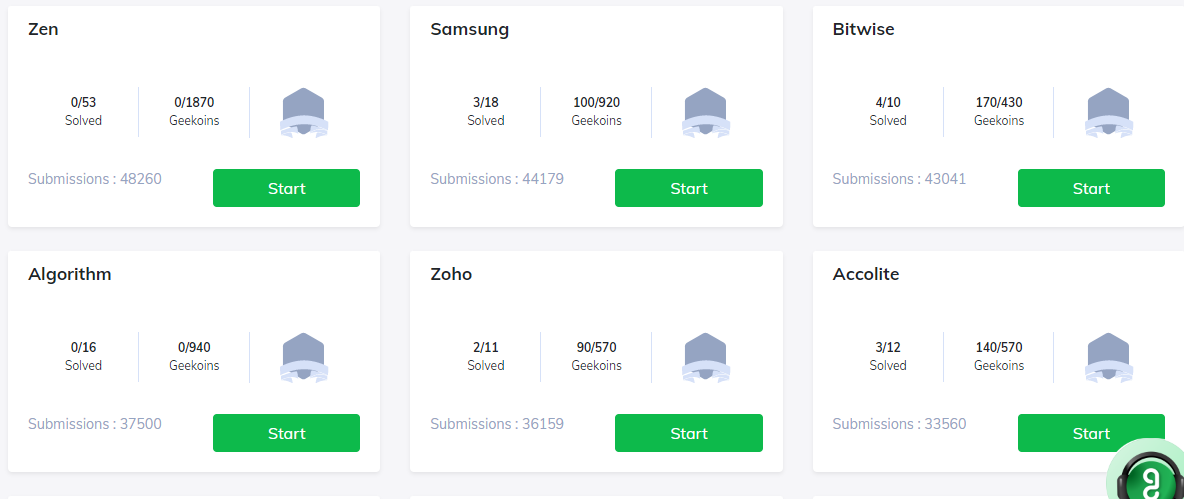 Zen
0/53
Solved
0/1870
Geekoins
Submissions : 48260
Start
Samsung
3/18
Solved
100/920
Geekoins
Submissions : 44179
Start
Bitwise
4/10
Solved
170/430
Geekoins
Submissions : 43041
Start
Algorithm
0/16
Solved
0/940
Geekoins
Submissions : 37500
Start
Zoho
2/11
Solved
90/570
Geekoins
Submissions : 36159
Start
Accolite
3/12
Solved
140/570
Geekoins
Submissions : 33560
Start